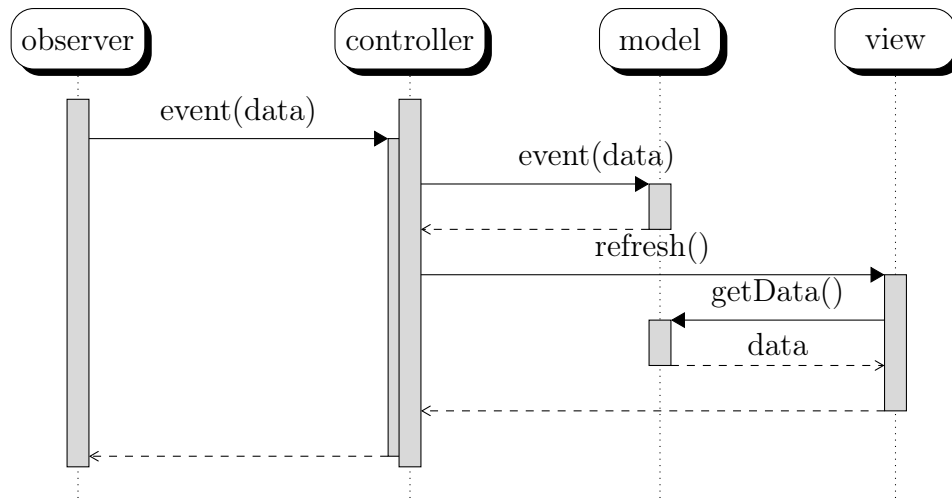 observer
controller
model
view
event(data)
event(data)
refresh()
getData()
data